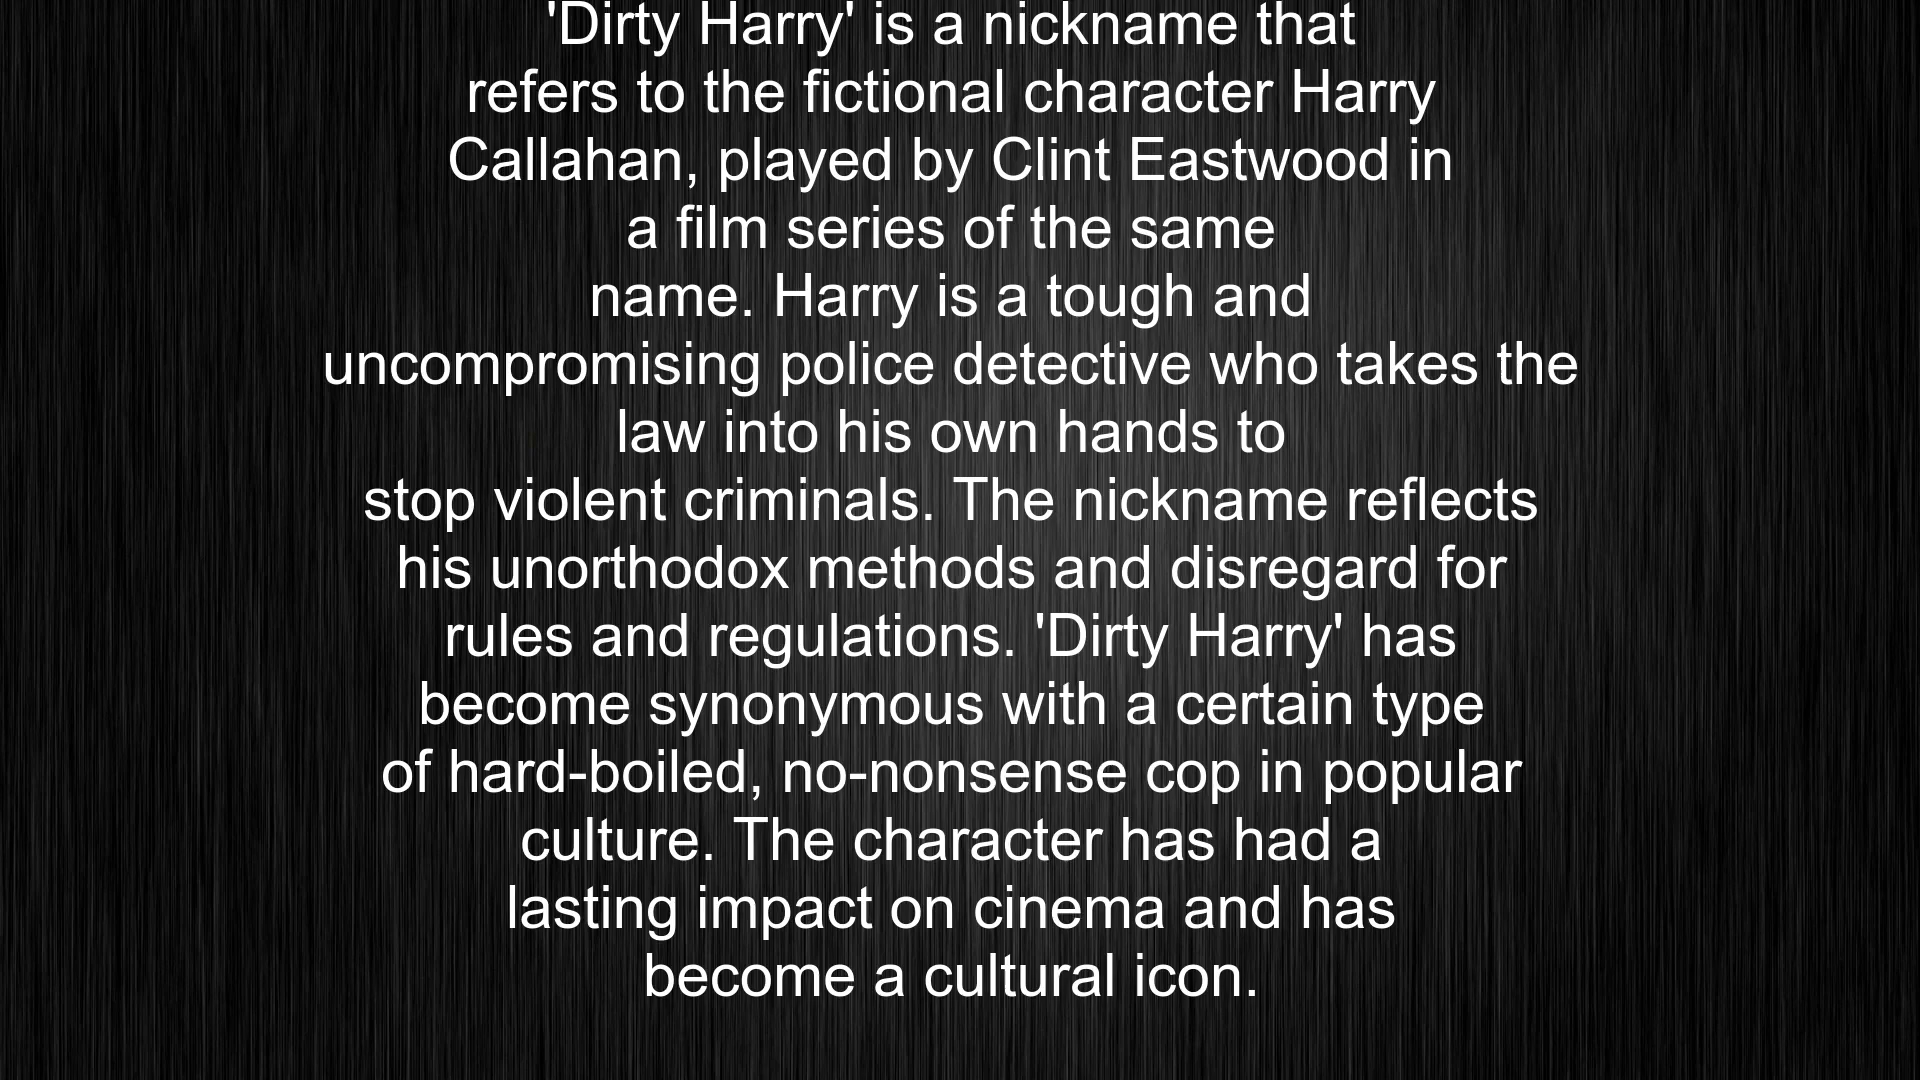 'Dirty Harry' is a nickname that
refers to the fictional character Harry
Callahan, played by Clint Eastwood in
a film series of the same
name. Harry is a tough and
uncompromising police detective who takes the
law into his own hands to
stop violent criminals. The nickname reflects
his unorthodox methods and disregard for
rules and regulations. 'Dirty Harry' has
become synonymous with a certain type
of hard-boiled, no-nonsense cop in popular
culture. The character has had a
lasting impact on cinema and has
become a cultural icon.